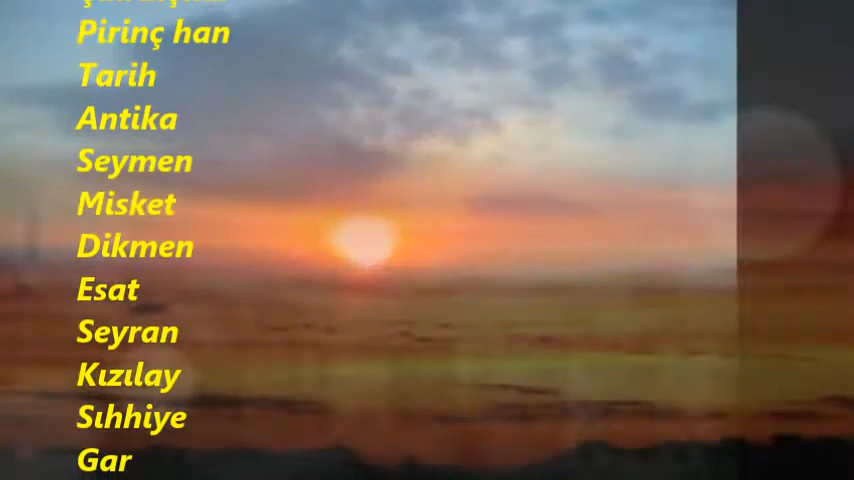 Pirinç han
Tarih
Antika
Seymen
Misket
Dikmen
Esat
Seyran
Kızılay
Sıhhiye
Gar